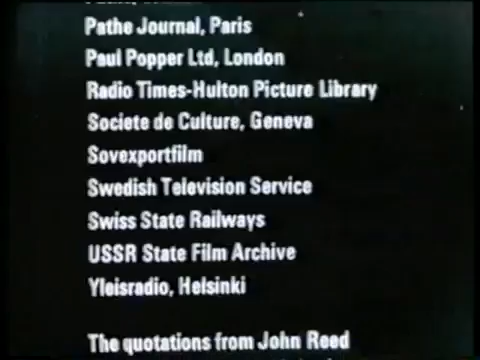 Pathe Journal, Paris
Paul Popper Ltd, London
Radio Times-Hulton Picture Library
Societe de Culture, Geneva
Sovexportfilm
Swedish Television Service
Swiss State Railways
USSR State Film Archive
Yleisradio, Helsinki
The quotations from John Reed